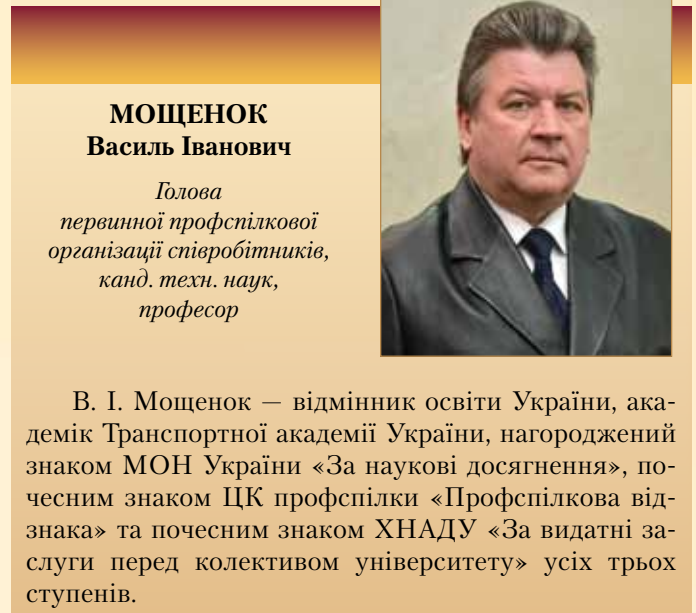 МОЩЕНОК
Василь Іванович
Голова
первинної профспілкової
організації співробітників,
канд. техн. наук,
професор
В. І. Мощенок — відмінник освіти України, ака-
демік Транспортної академії України, нагороджений
знаком МОН України «За наукові досягнення», по-
чесним знаком ЦК профспілки «Профспілкова від-
знака» та почесним знаком ХНАДУ «За видатні за-
слуги перед колективом університету» усіх трьох
ступенів.